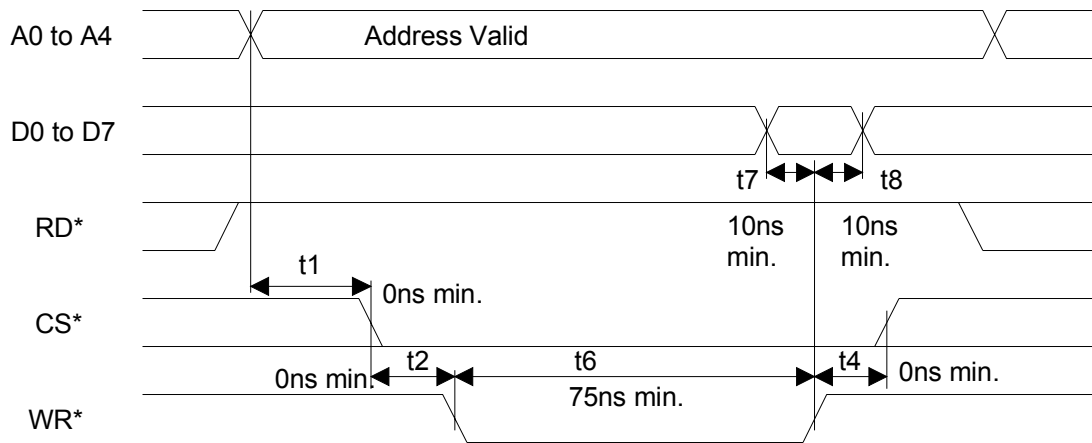 A0 to A4
Address Valid
D0 to D7
t7
t8
RD*
10ns
min.
10ns
min.
t1
0ns min.
CS*
0ns min.
t2
t6
t4
0ns min.
75ns min.
WR*